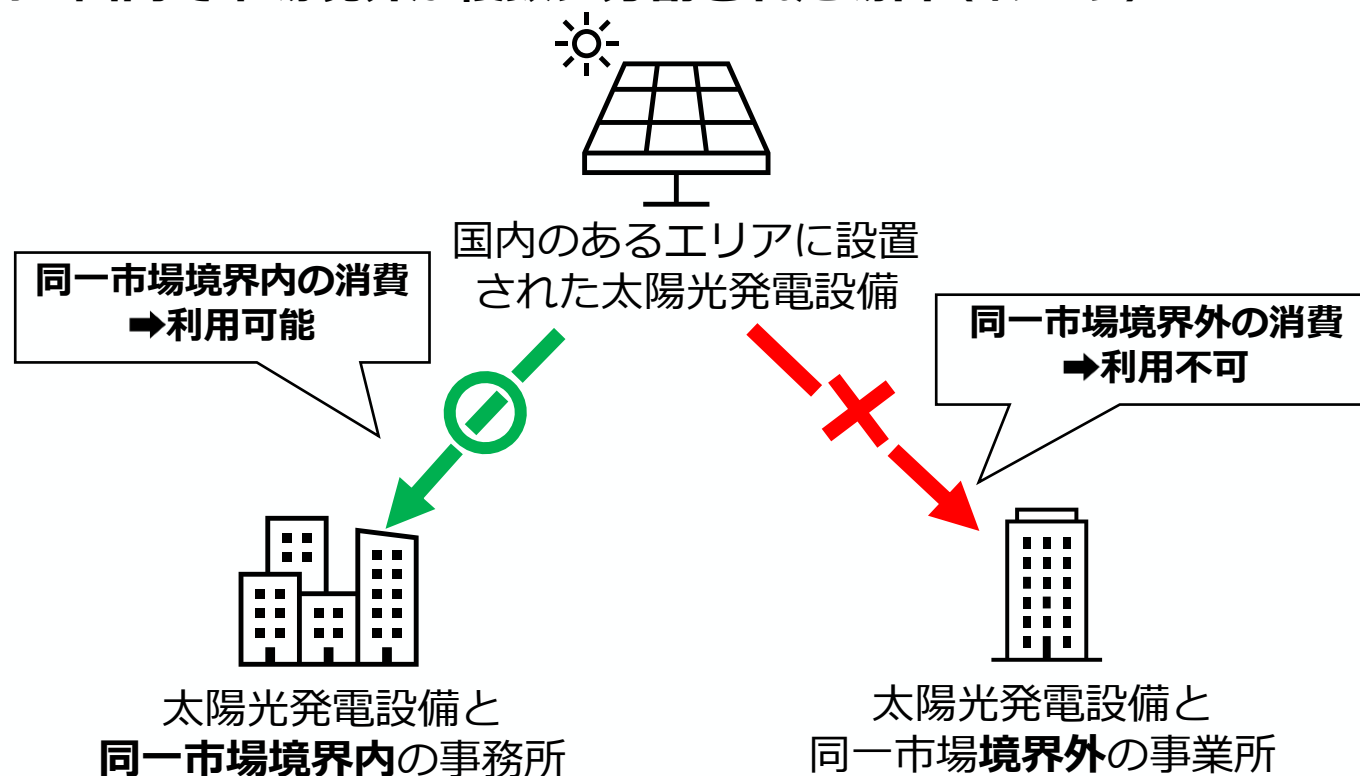 国内のあるエリアに設置
された太陽光発電設備
同一市場境界内の消費
➡利用可能
同一市場境界外の消費
➡利用不可
太陽光発電設備と
同一市場境界内の事務所
太陽光発電設備と
同一市場境界外の事業所